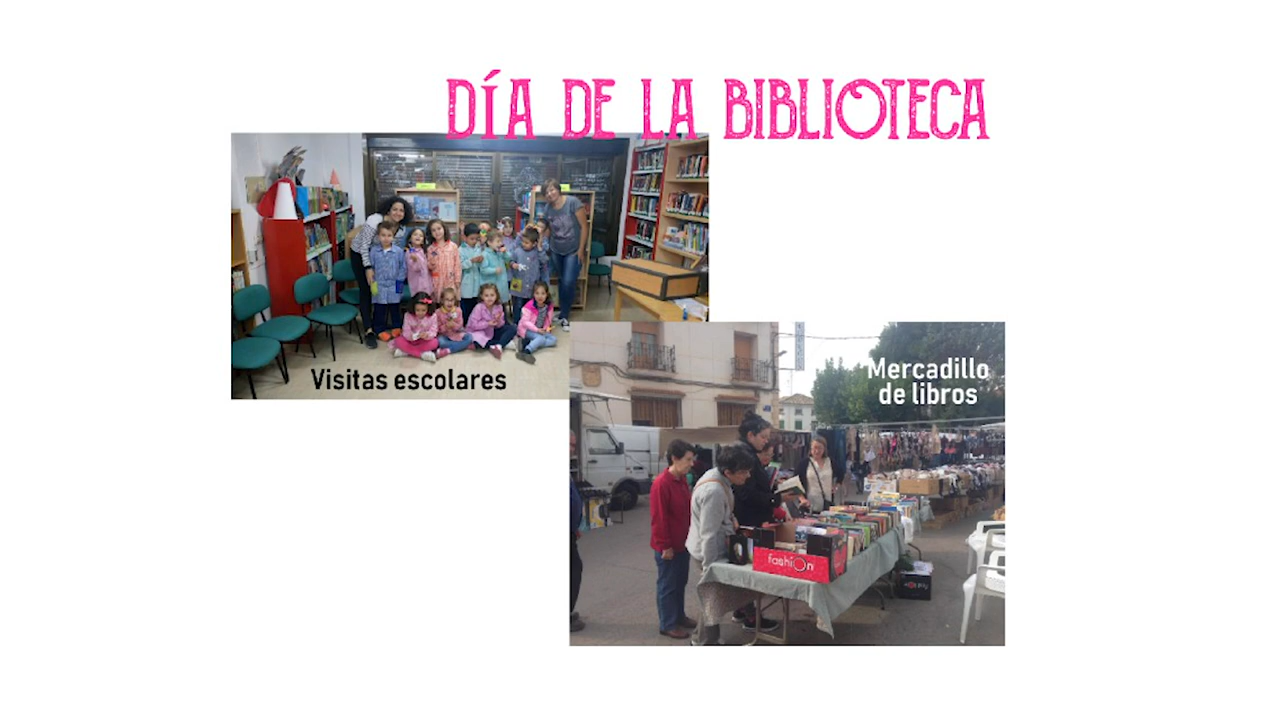 DÍA DE LA BIBLIOTECA
Visitas escolares
Mercadillo
de libros
fashiOn